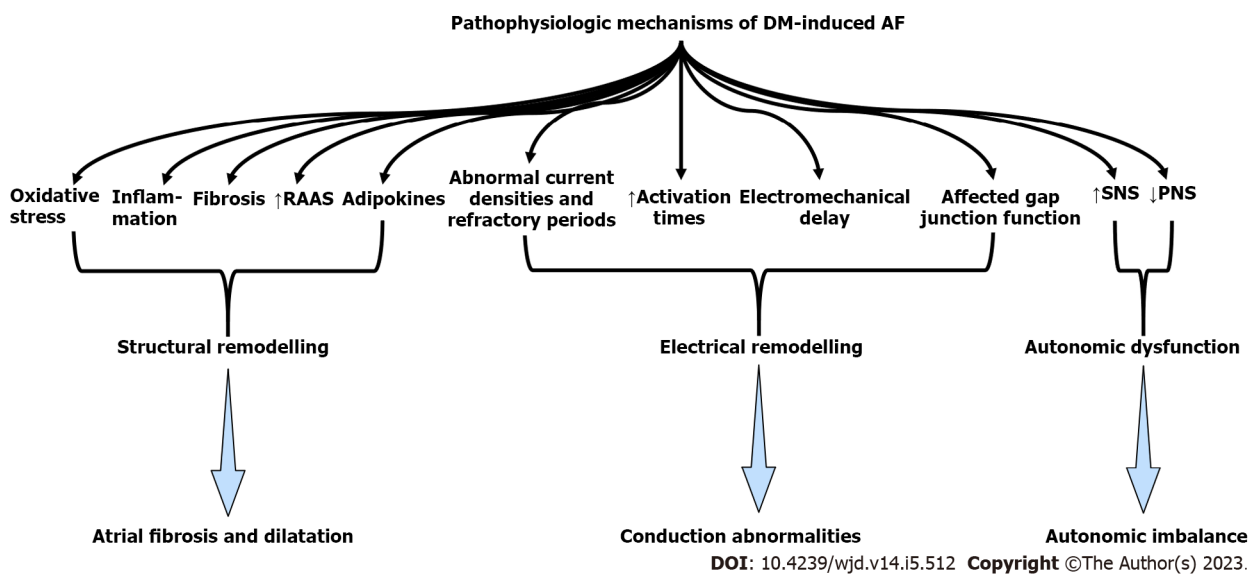 Pathophysiologic mechanisms of DM-induced AF
Oxidative
stress
Inflam-
mation
Fibrosis
↑RAAS
Adipokines
Abnormal current
densities and
refractory periods
↑Activation
times
Electromechanical
delay
Affected gap
junction function
↑SNS
↓PNS
Structural remodelling
Electrical remodelling
Autonomic dysfunction
Atrial fibrosis and dilatation
Conduction abnormalities
Autonomic imbalance
DOI: 10.4239/wjd.v14.i5.512 Copyright ©The Author(s) 2023.